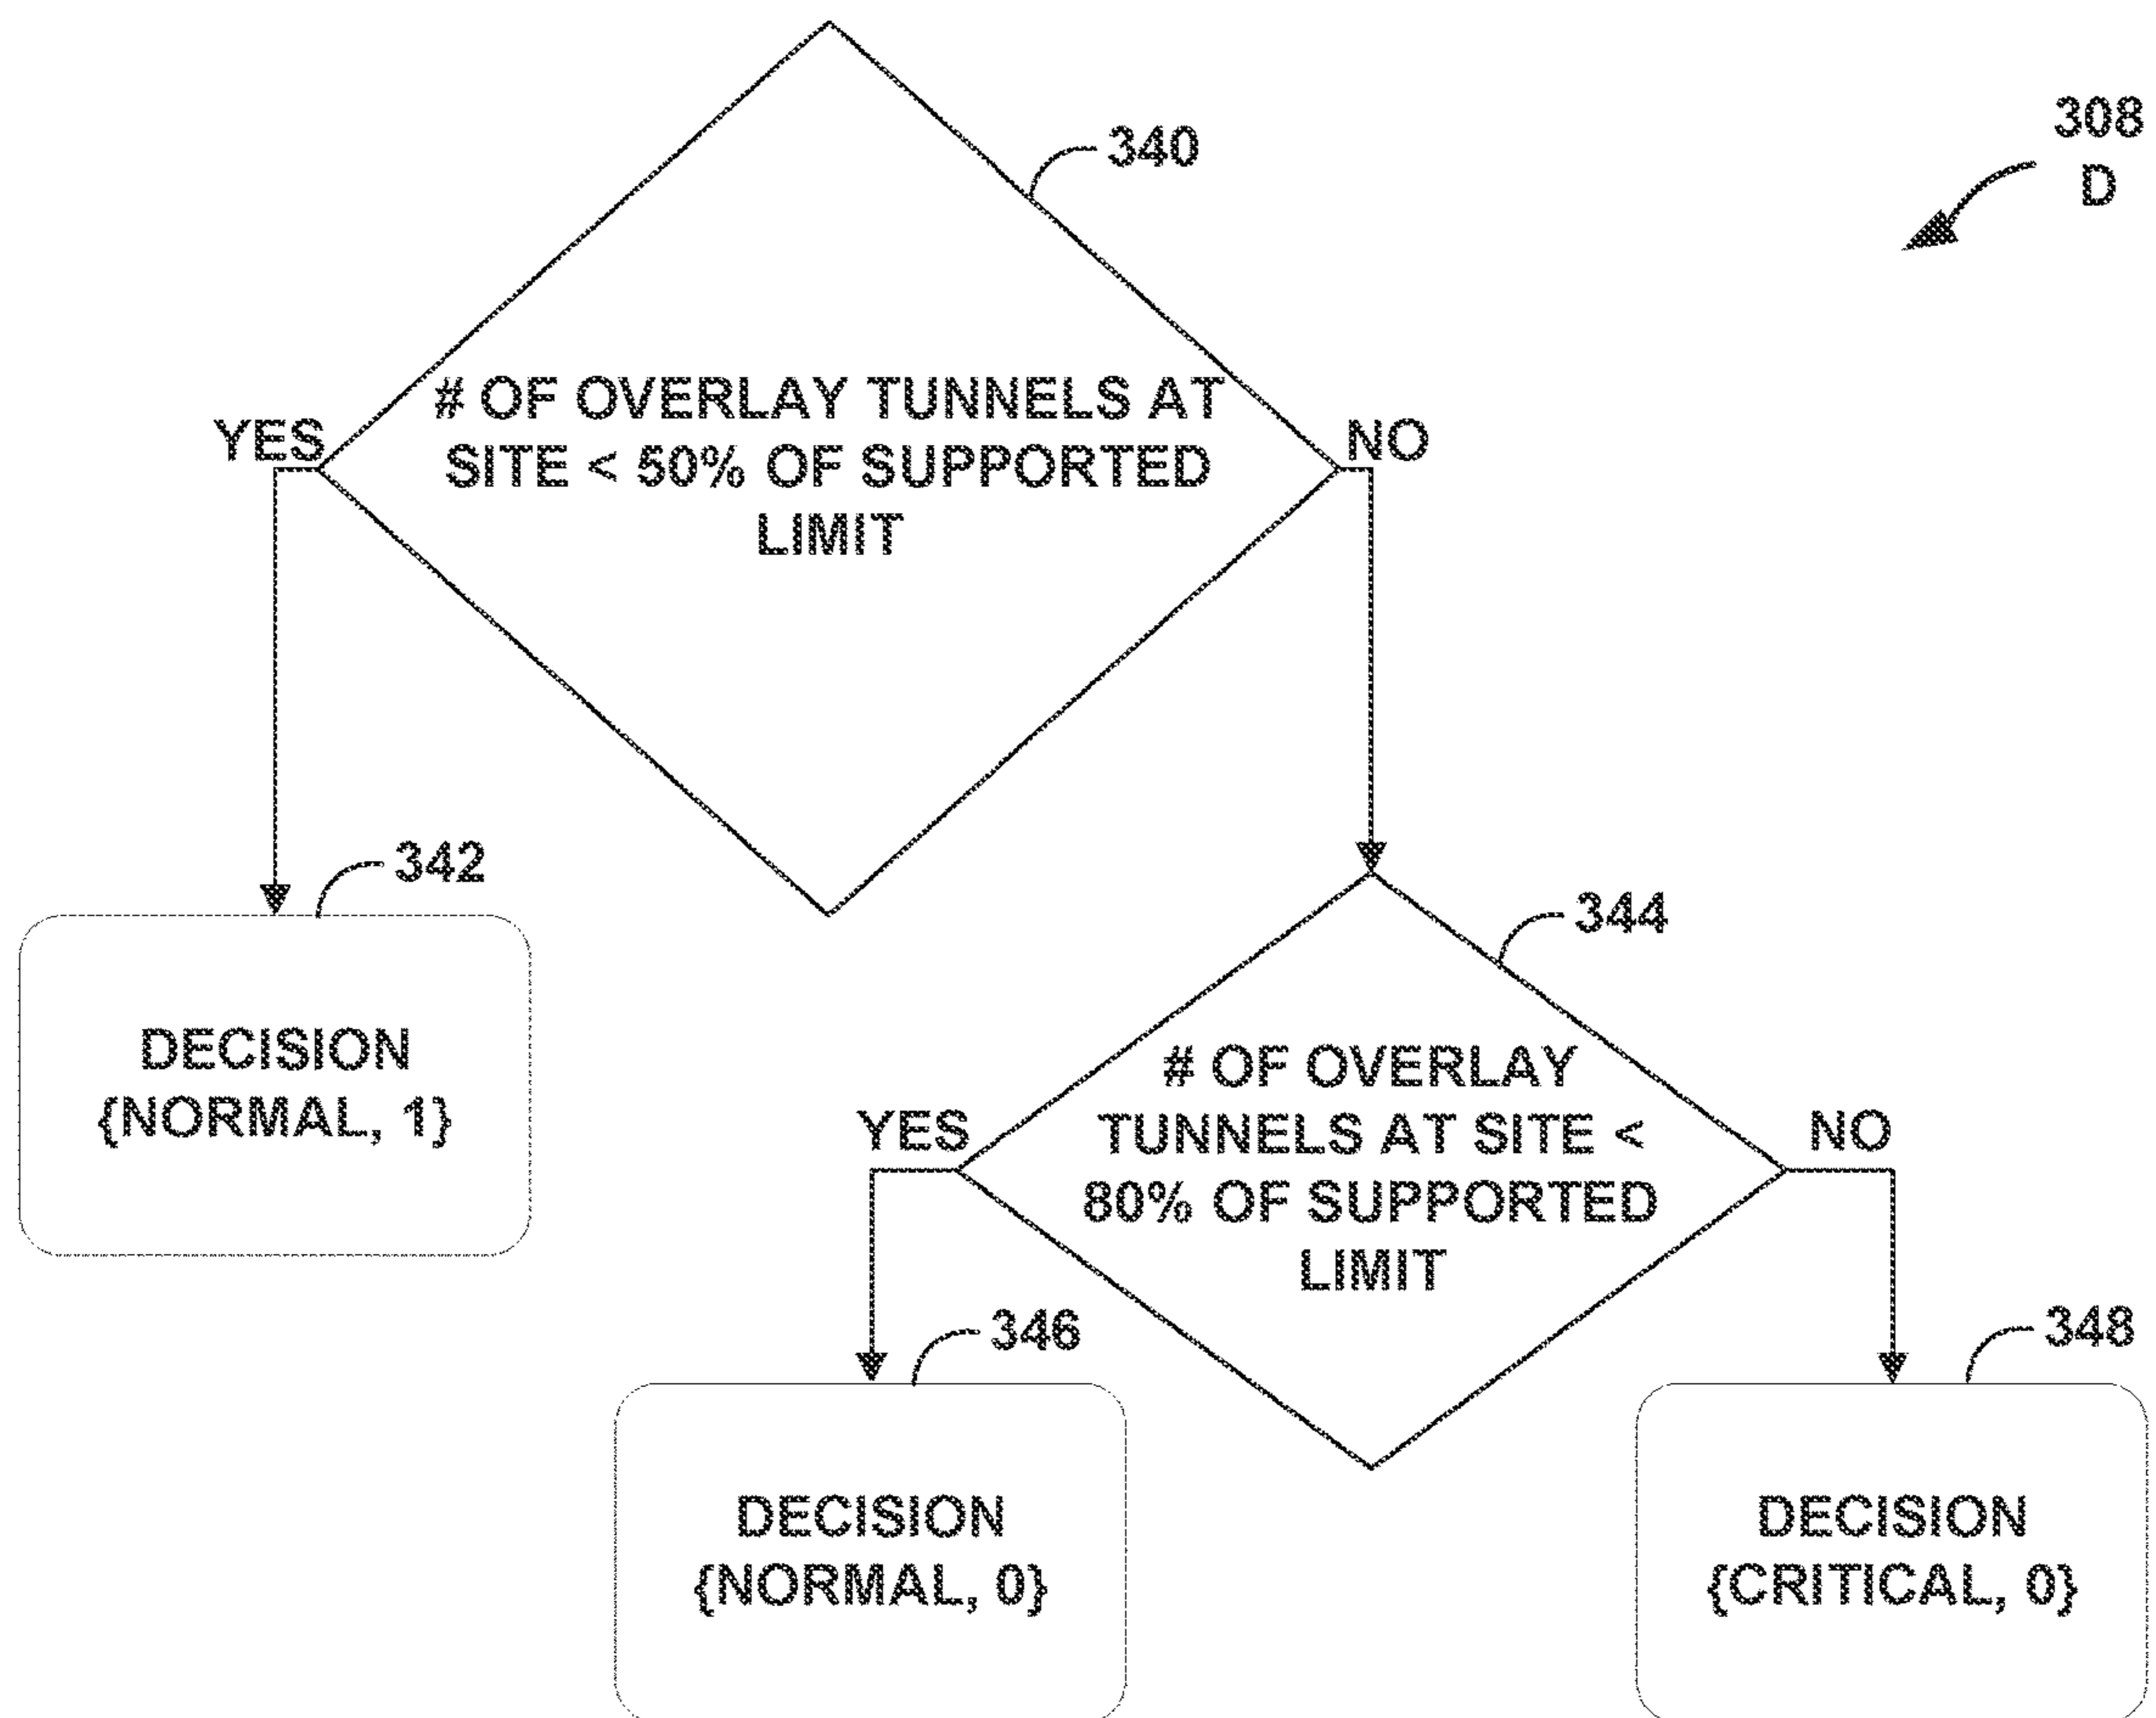 308
D
340
# OF OVERLAY TUNNELS AT
SITE < 50% OF SUPPORTED
LIMIT
YES
NO
342
DECISION
{NORMAL, 1}
344
# OF OVERLAY
TUNNELS AT SITE <
80% OF SUPPORTED
LIMIT
YES
NO
346
DECISION
{NORMAL, 0}
348
DECISION
{CRITICAL, 0}